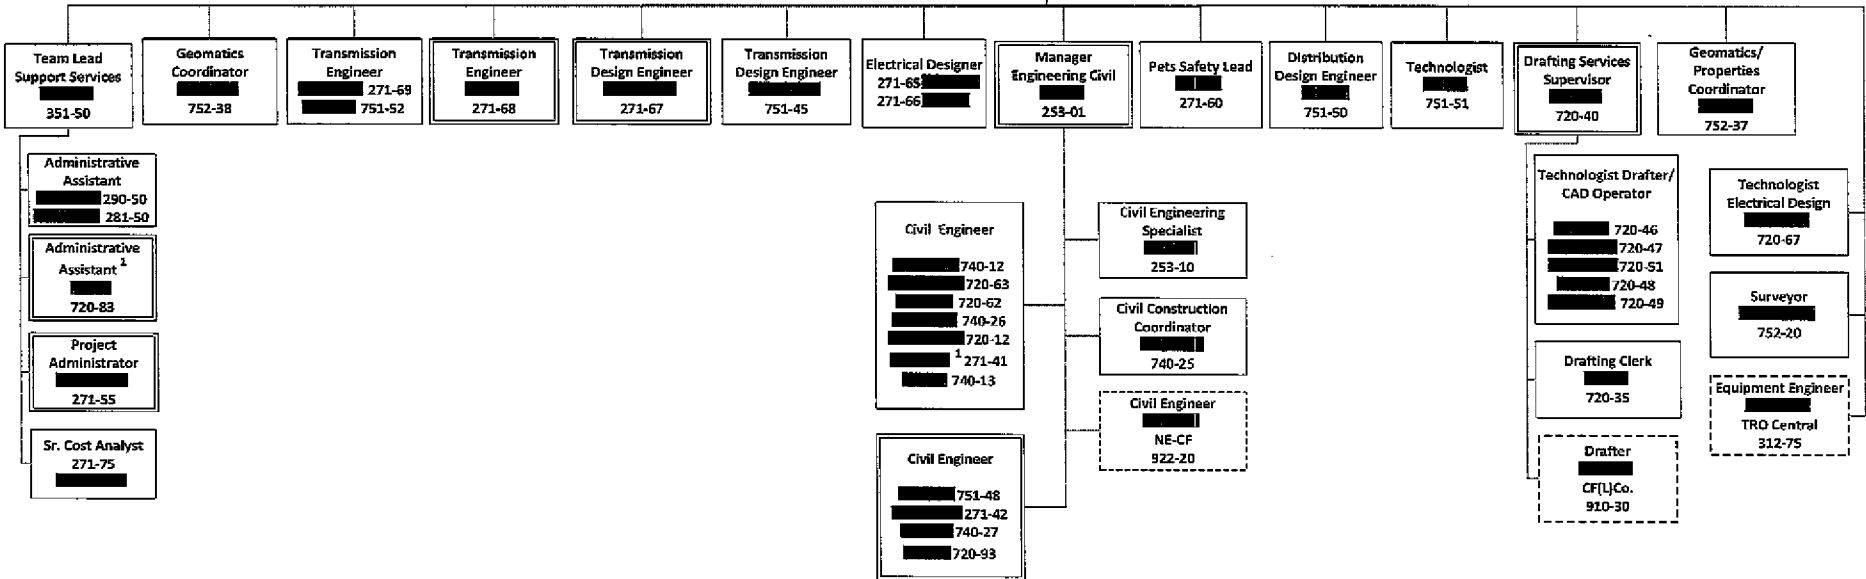 Team Lead
Support Services
351-50
Geomatics
Coordinator
752-38
Transmission
Engineer
271-69
751-52
Transmission
Engineer
271-68
Transmission
Design Engineer
271-67
Transmission
Design Engineer
751-45
Electrical Designer
271-65
271-66
Manager
Engineering Civil
253-01
Pets Safety Lead
271-60
Distribution
Design Engineer
751-50
Technologist
751-51
Drafting Services
Supervisor
720-40
Geomatics/
Properties
Coordinator
752-37
Administrative
Assistant
290-50
281-50
Administrative
Assistant 1
720-83
Project
Administrator
271-55
Sr. Cost Analyst
271-75
Civil Engineer
740-12
720-63
720-62
740-26
720-12
1 271-41
740-13
Civil Engineer
751-48
271-42
740-27
720-93
Civil Engineering
Specialist
253-10
Civil Construction
Coordinator
740-25
Civil Engineer
NE-CF
922-20
Technologist Drafter/
CAD Operator
720-46
720-47
720-51
720-48
720-49
Drafting Clerk
720-35
Drafter
CF(L)Co.
910-30
Technologist
Electrical Design
720-67
Surveyor
752-20
Equipment Engineer
TRO Central
312-75